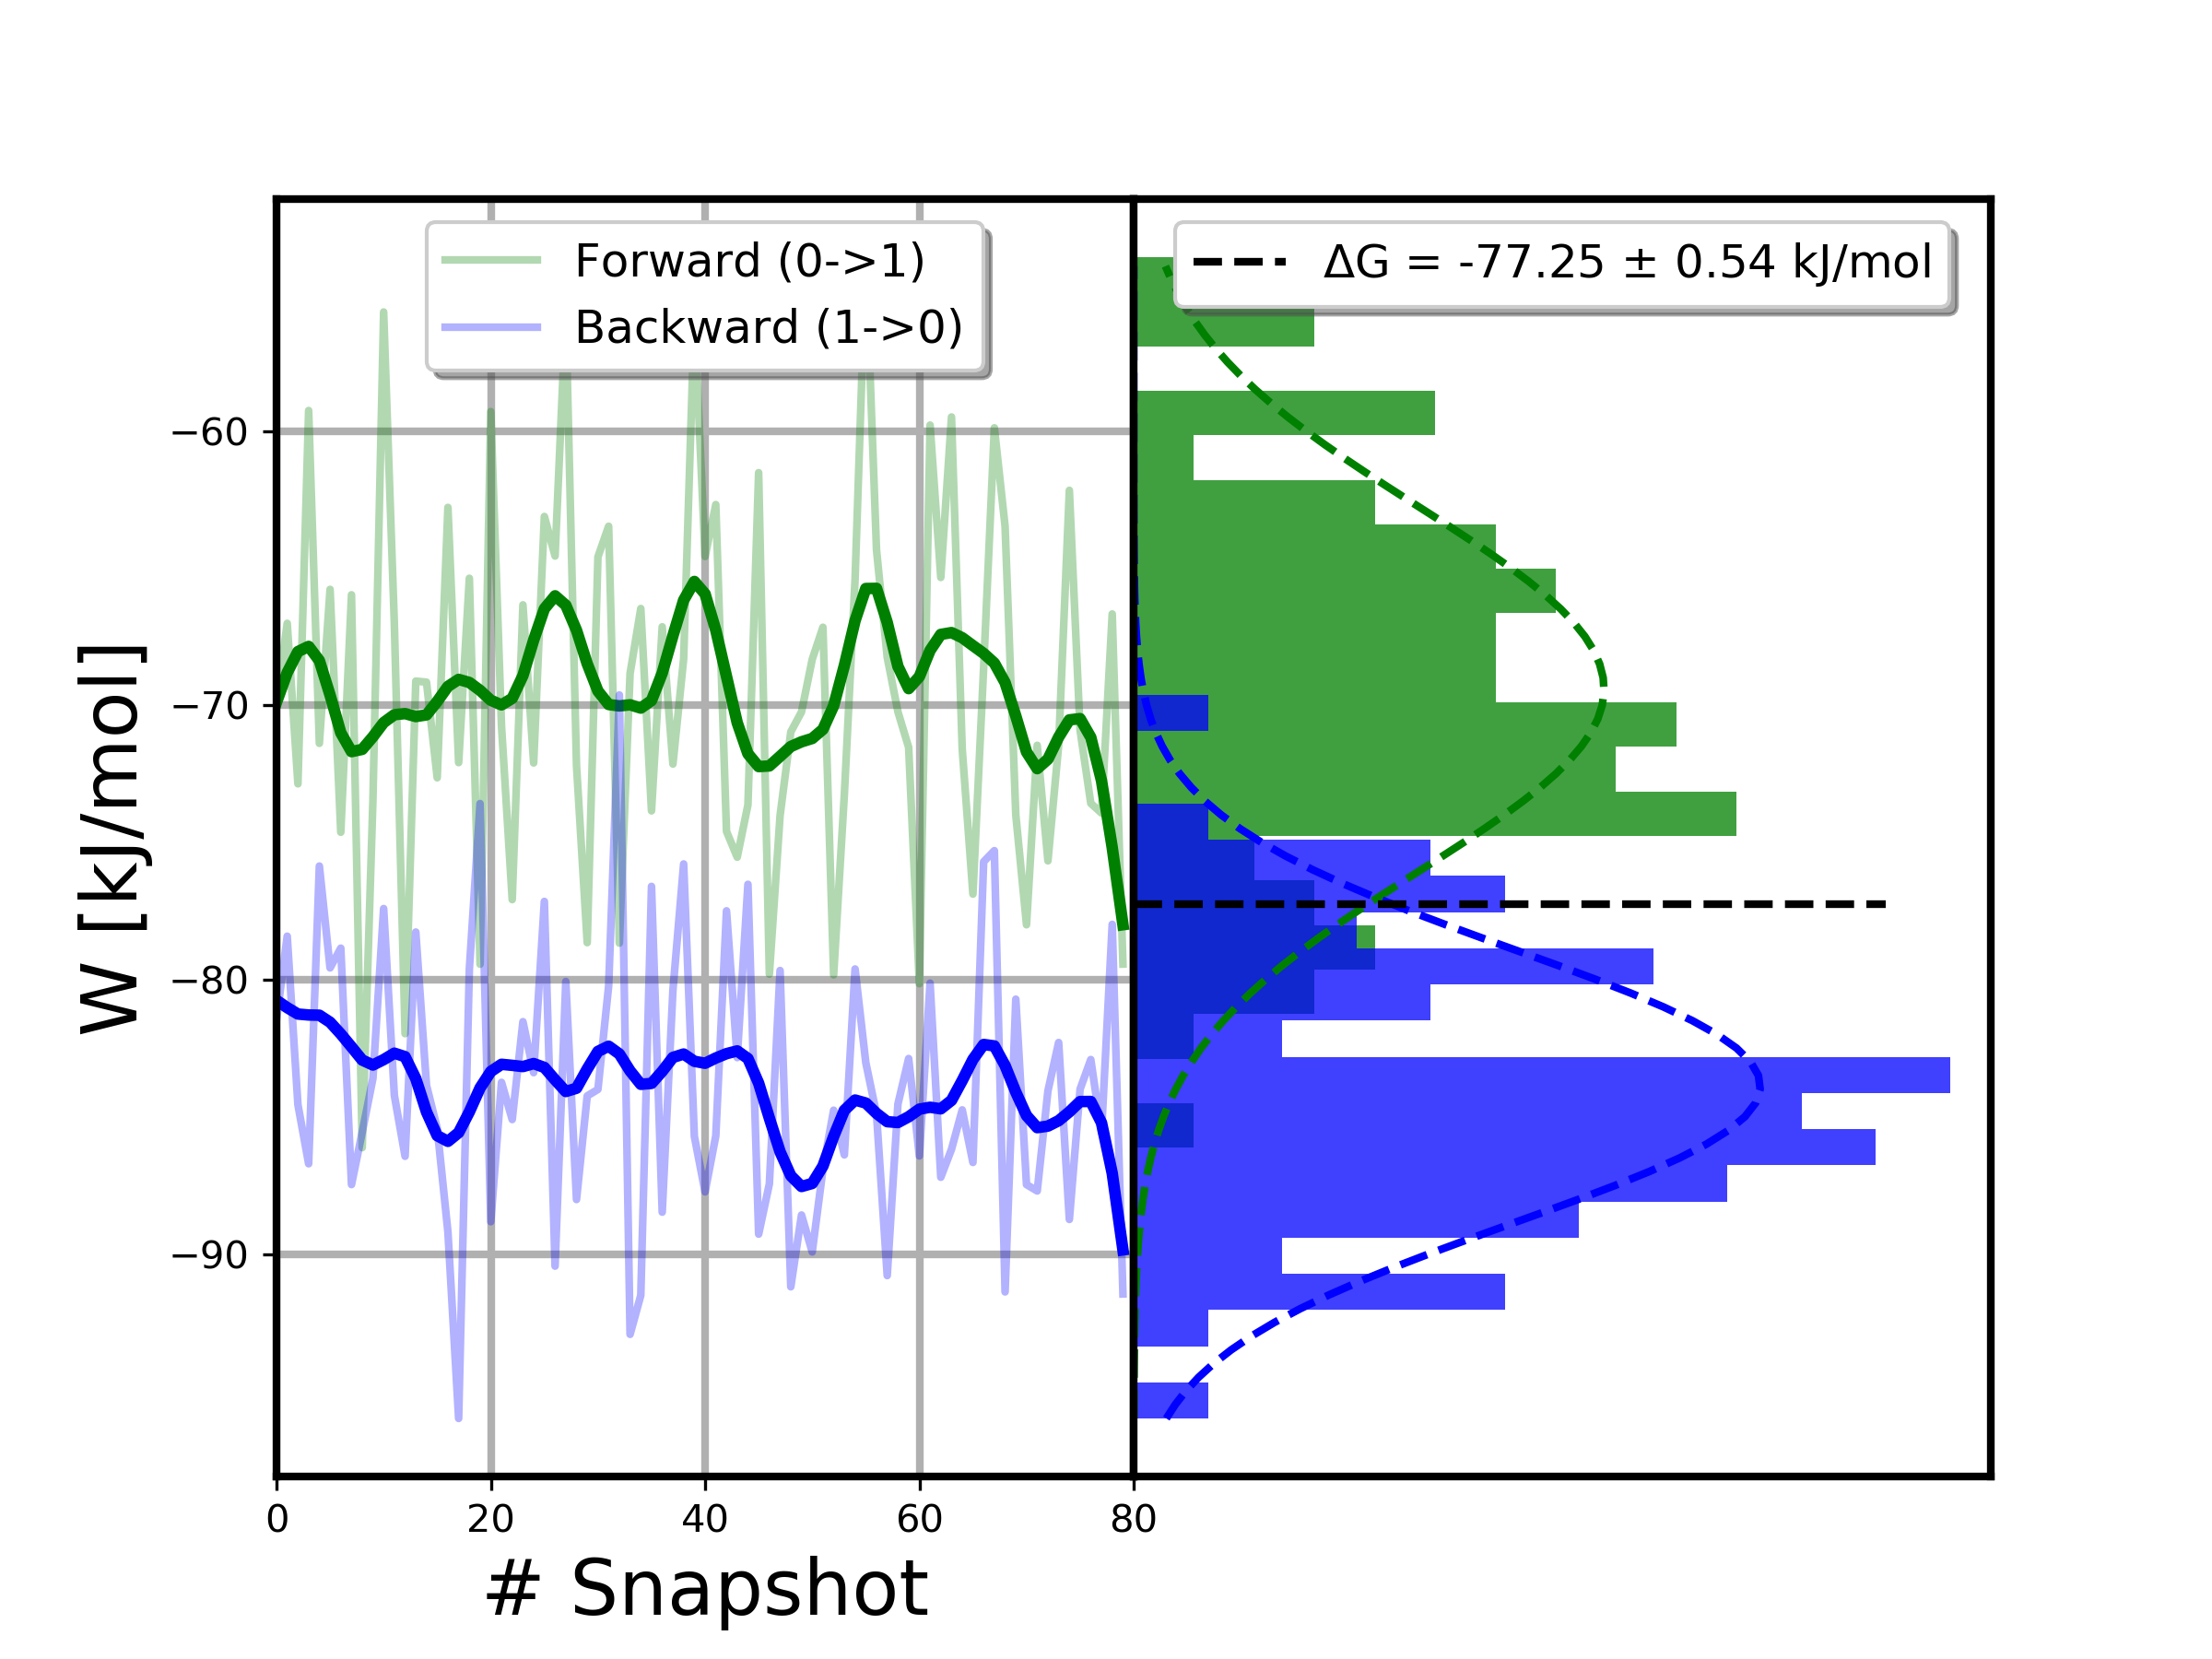 Forward (0->1)
Backward (1->0)
ΔG = -77.25 ± 0.54 kJ/mol
−60
−70
−80
−90
W [kJ/mol]
0 20 40 60 80
# Snapshot